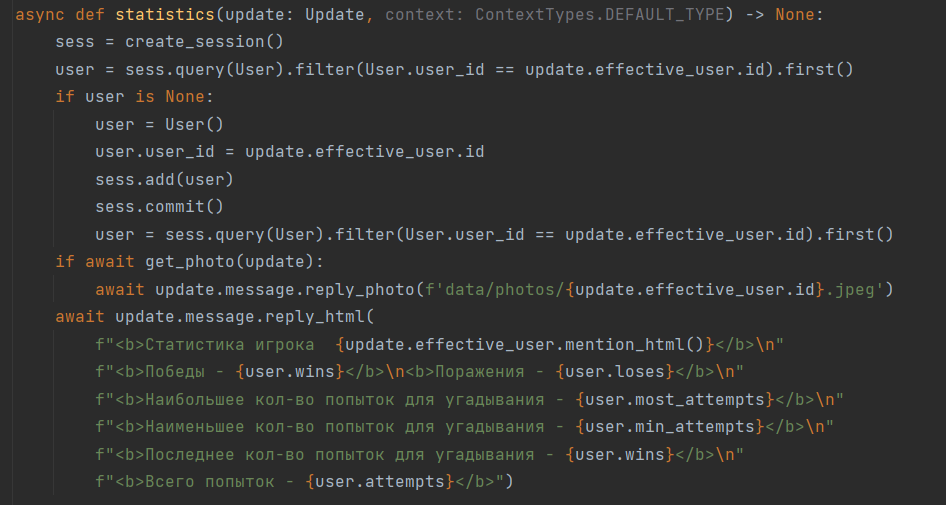 async def statistics(update: Update, context: ContextTypes.DEFAULT_TYPE) -> None:
    sess = create_session()
    user = sess.query(User).filter(User.user_id == update.effective_user.id).first()
    if user is None:
        user = User()
        user.user_id = update.effective_user.id
        sess.add(user)
        sess.commit()
        user = sess.query(User).filter(User.user_id == update.effective_user.id).first()
    if await get_photo(update):
        await update.message.reply_photo(f'data/photos/{update.effective_user.id}.jpeg')
    await update.message.reply_html(
        f"<b>Статистика игрока  {update.effective_user.mention_html()}</b>\n"
        f"<b>Победы - {user.wins}</b>\n<b>Поражения - {user.loses}</b>\n"
        f"<b>Наибольшее кол-во попыток для угадывания - {user.most_attempts}</b>\n"
        f"<b>Наименьшее кол-во попыток для угадывания - {user.min_attempts}</b>\n"
        f"<b>Последнее кол-во попыток для угадывания - {user.wins}</b>\n"
        f"<b>Всего попыток - {user.attempts}</b>")